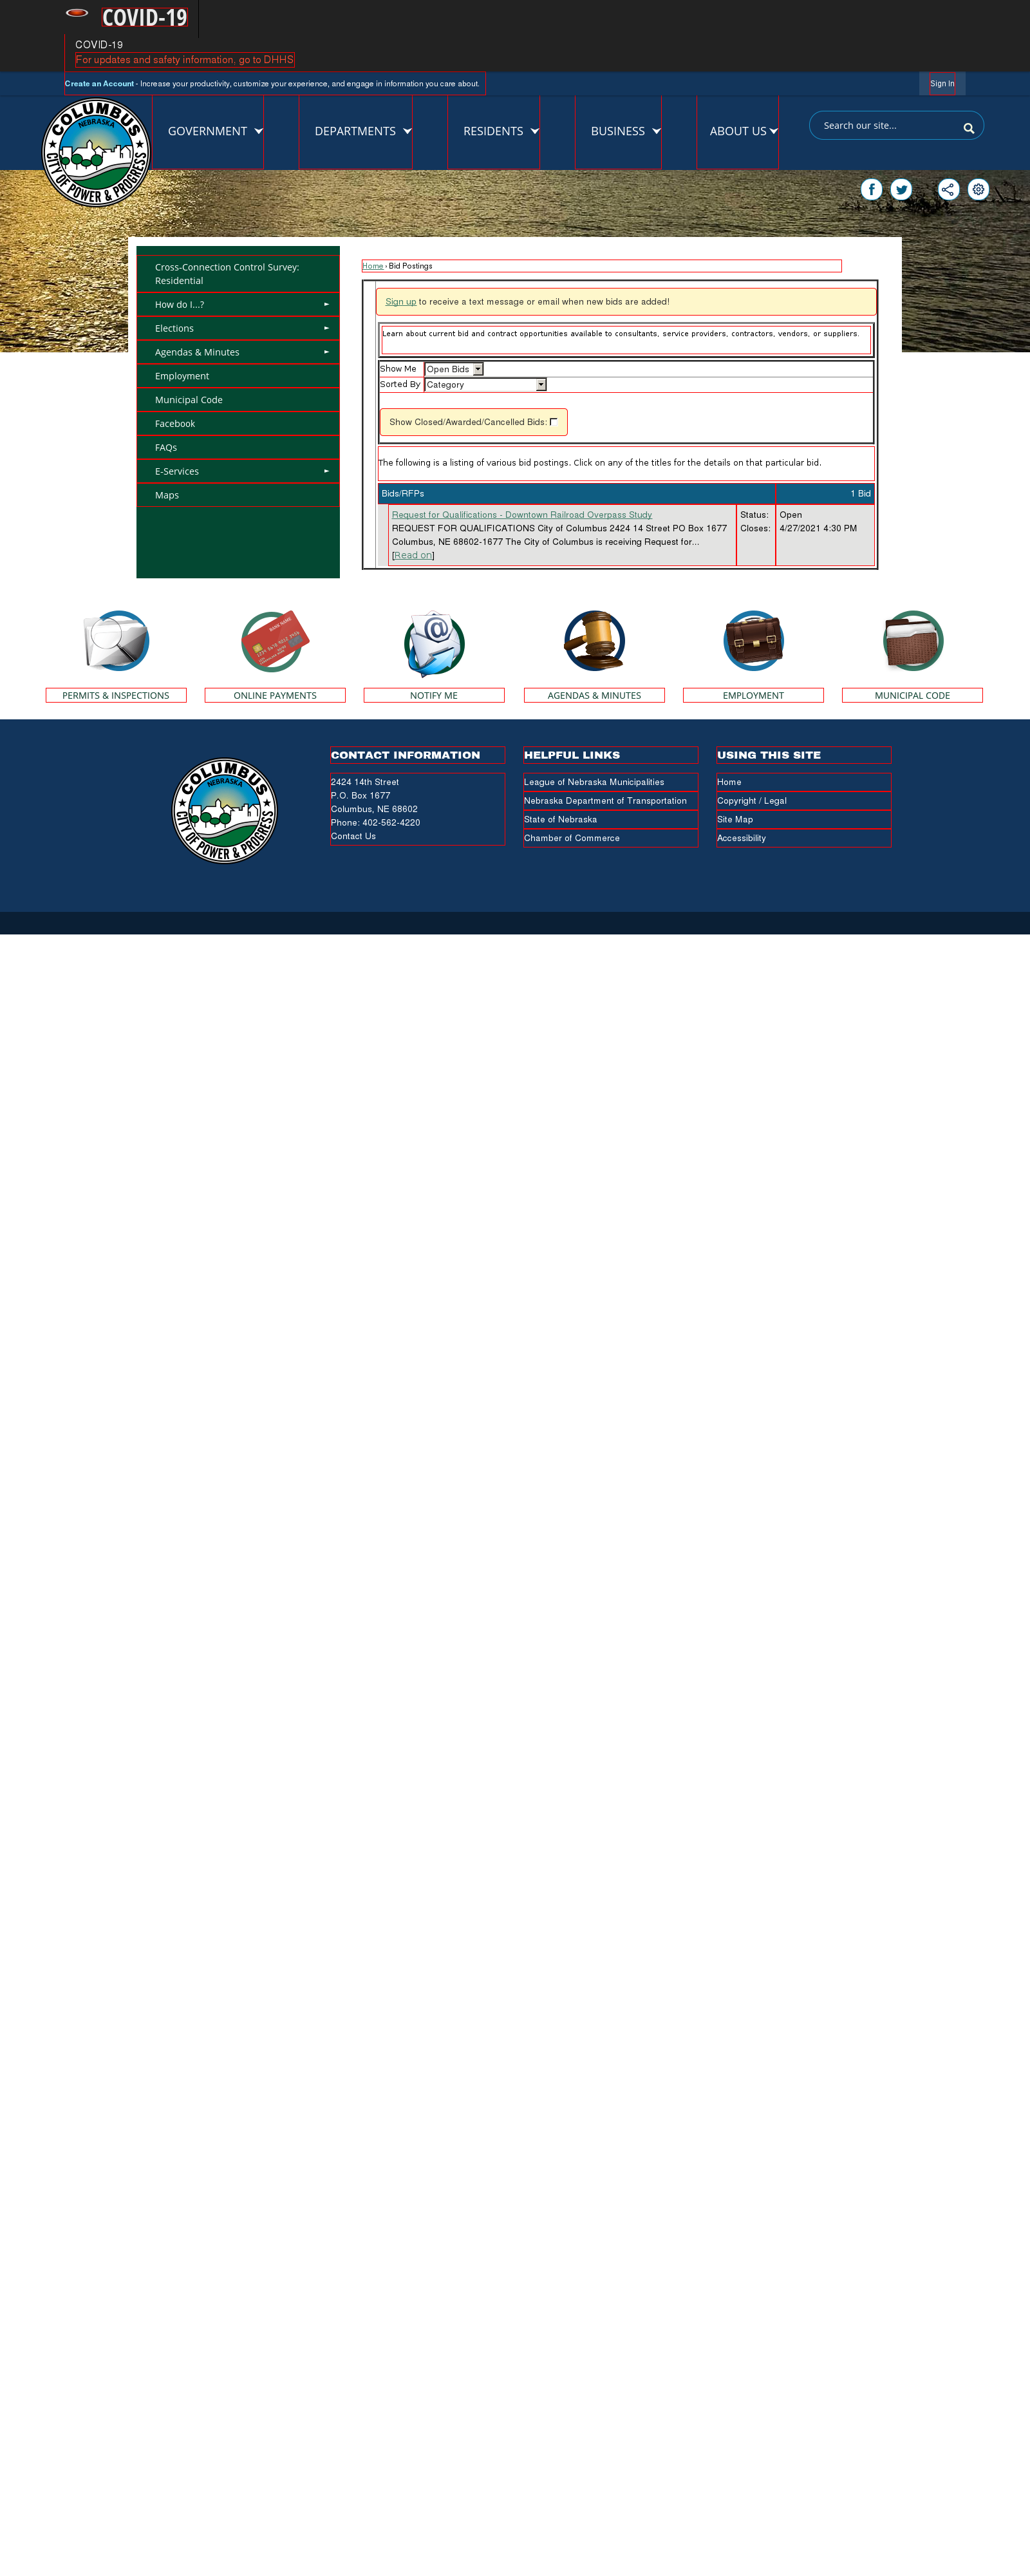 COVID-19
COVID-19
For updates and safety information, go to DHHS
Create an Account - Increase your productivity, customize your experience, and engage in information you care about.
Sign In
COLUMBUS
NEBRASKA
CITY OF POWER & PROGRESS
GOVERNMENT
DEPARTMENTS
RESIDENTS
BUSINESS
ABOUT US
Search our site...
Cross-Connection Control Survey:
Residential
How do I...?
Elections
Agendas & Minutes
Employment
Municipal Code
Facebook
FAQs
E-Services
Maps
Home › Bid Postings
Sign up to receive a text message or email when new bids are added!
Learn about current bid and contract opportunities available to consultants, service providers, contractors, vendors, or suppliers.
Show Me Open Bids
Sorted By Category
Show Closed/Awarded/Cancelled Bids:
The following is a listing of various bid postings. Click on any of the titles for the details on that particular bid.
Bids/RFPs 1 Bid
Request for Qualifications - Downtown Railroad Overpass Study Status: Open
REQUEST FOR QUALIFICATIONS City of Columbus 2424 14 Street PO Box 1677 Closes: 4/27/2021 4:30 PM
Columbus, NE 68602-1677 The City of Columbus is receiving Request for...
[Read on]
PERMITS & INSPECTIONS
ONLINE PAYMENTS
NOTIFY ME
AGENDAS & MINUTES
EMPLOYMENT
MUNICIPAL CODE
COLUMBUS
NEBRASKA
CITY OF POWER & PROGRESS
CONTACT INFORMATION
2424 14th Street
P.O. Box 1677
Columbus, NE 68602
Phone: 402-562-4220
Contact Us
HELPFUL LINKS
League of Nebraska Municipalities
Nebraska Department of Transportation
State of Nebraska
Chamber of Commerce
USING THIS SITE
Home
Copyright / Legal
Site Map
Accessibility